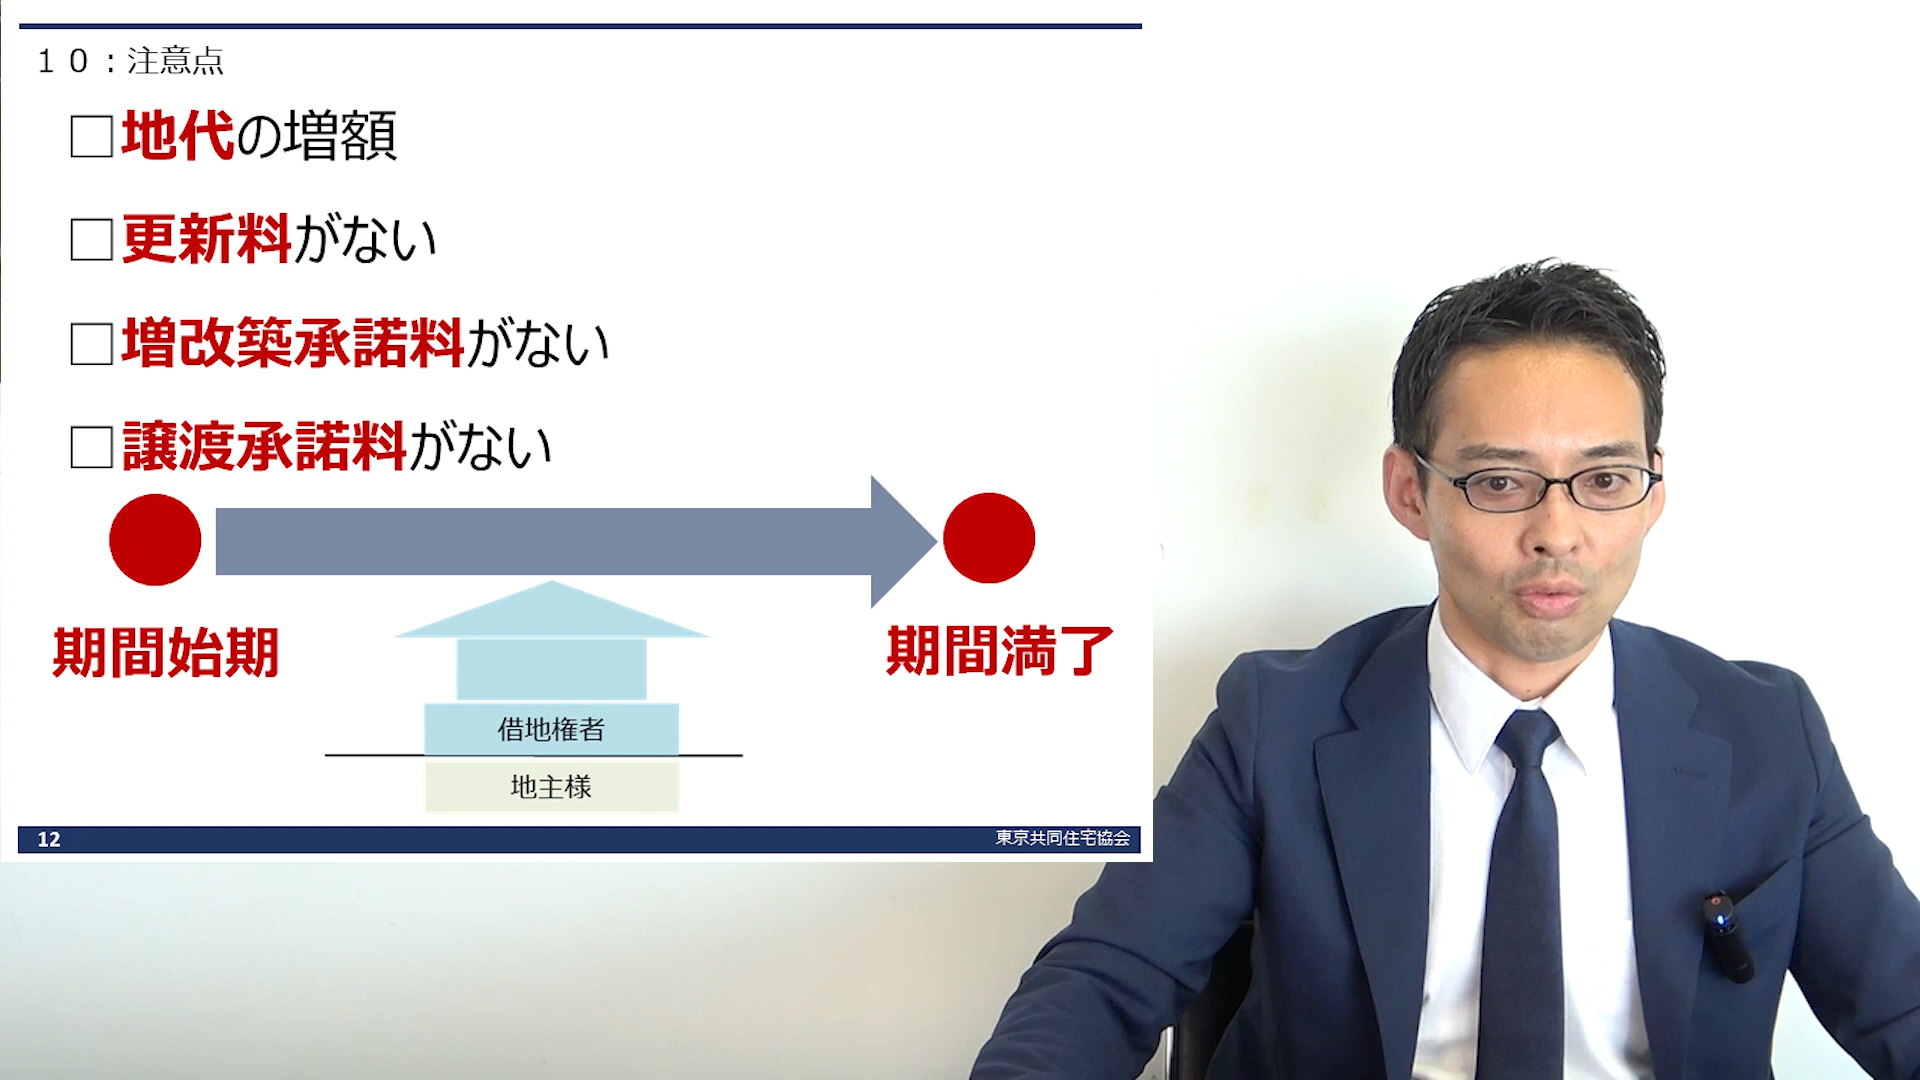 １０：注意点
□地代の増額
□更新料がない
□増改築承諾料がない
□譲渡承諾料がない
期間始期
期間満了
借地権者
地主様
12
東京共同住宅協会